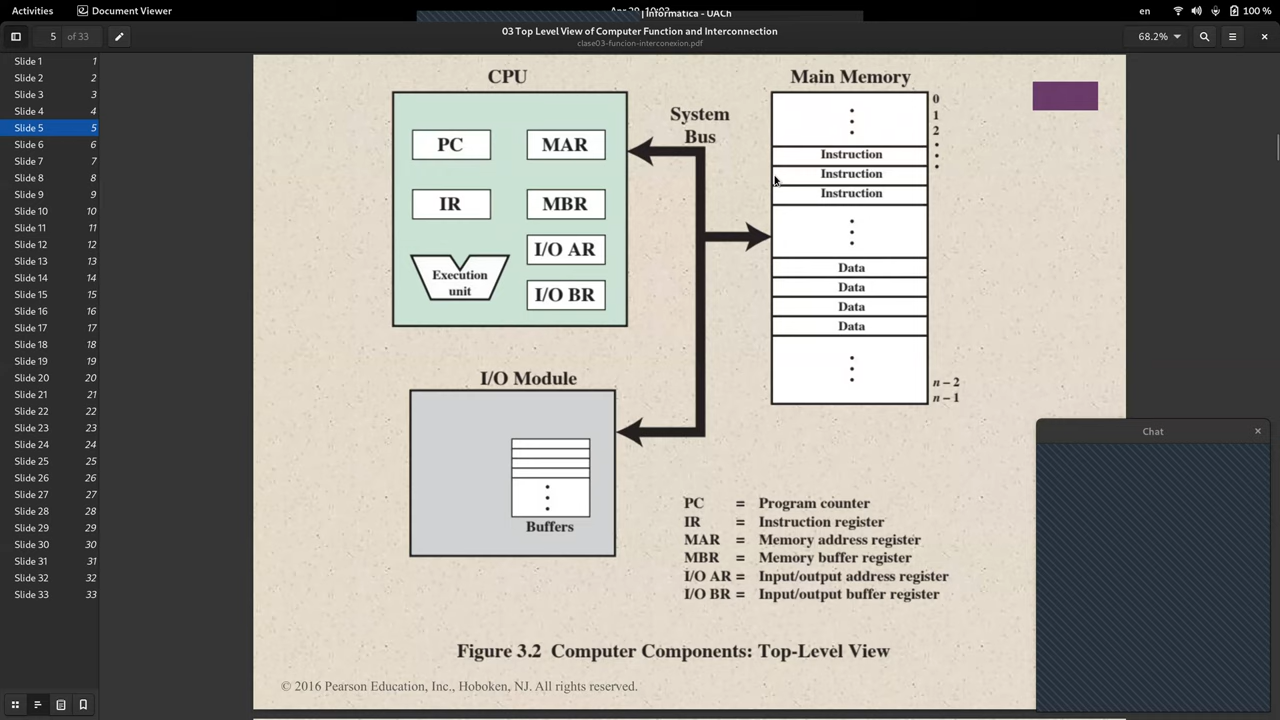 Activities
Document Viewer
| Informatica - UACh
en
100 %
5 of 33
03 Top Level View of Computer Function and Interconnection
clase03-funcion-interconexion.pdf
68.2%
Slide 1 1
Slide 2 2
Slide 3 3
Slide 4 4
Slide 5 5
Slide 6 6
Slide 7 7
Slide 8 8
Slide 9 9
Slide 10 10
Slide 11 11
Slide 12 12
Slide 13 13
Slide 14 14
Slide 15 15
Slide 16 16
Slide 17 17
Slide 18 18
Slide 19 19
Slide 20 20
Slide 21 21
Slide 22 22
Slide 23 23
Slide 24 24
Slide 25 25
Slide 26 26
Slide 27 27
Slide 28 28
Slide 29 29
Slide 30 30
Slide 31 31
Slide 32 32
Slide 33 33
CPU
PC
MAR
IR
MBR
I/O AR
Execution
unit
I/O BR
System
Bus
Main Memory
0
1
2
Instruction
Instruction
Instruction
Data
Data
Data
Data
n – 2
n – 1
I/O Module
Buffers
PC = Program counter
IR = Instruction register
MAR = Memory address register
MBR = Memory buffer register
I/O AR = Input/output address register
I/O BR = Input/output buffer register
Figure 3.2 Computer Components: Top-Level View
© 2016 Pearson Education, Inc., Hoboken, NJ. All rights reserved.
Chat